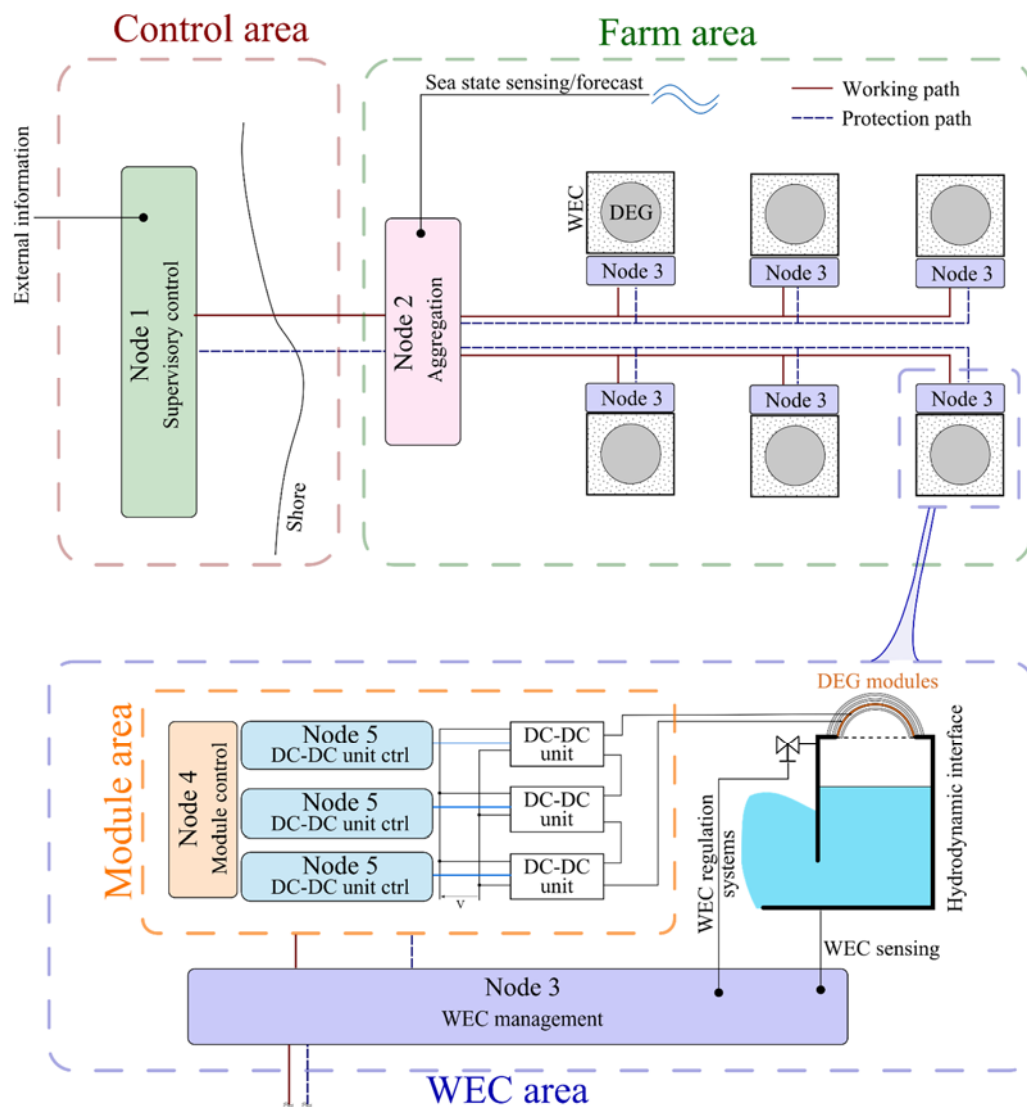 Control area
Farm area
Sea state sensing/forecast
Working path
Protection path
External information
Node 1
Supervisory control
Shore
Node 2
Aggregation
WEC
DEG
Node 3
Node 3
Node 3
Node 3
Node 3
Node 3
Module area
Node 4
Module control
Node 5
DC-DC unit ctrl
Node 5
DC-DC unit ctrl
Node 5
DC-DC unit ctrl
DC-DC
unit
DC-DC
unit
DC-DC
unit
v
DEG modules
WEC regulation
systems
Hydrodynamic interface
WEC sensing
Node 3
WEC management
WEC area